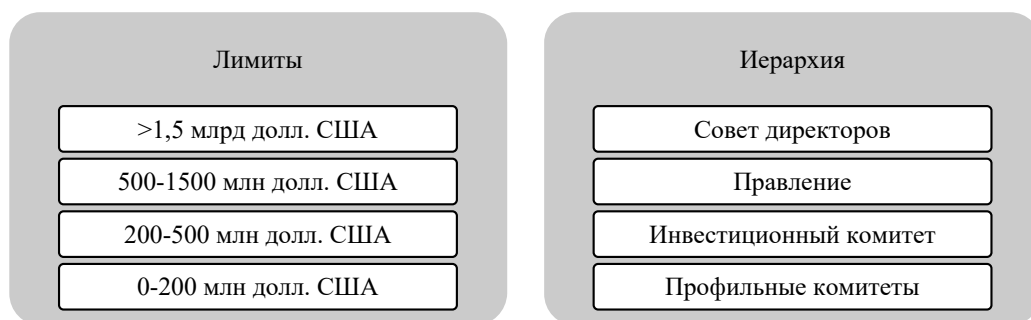 Лимиты
>1,5 млрд долл. США
500-1500 млн долл. США
200-500 млн долл. США
0-200 млн долл. США
Иерархия
Совет директоров
Правление
Инвестиционный комитет
Профильные комитеты